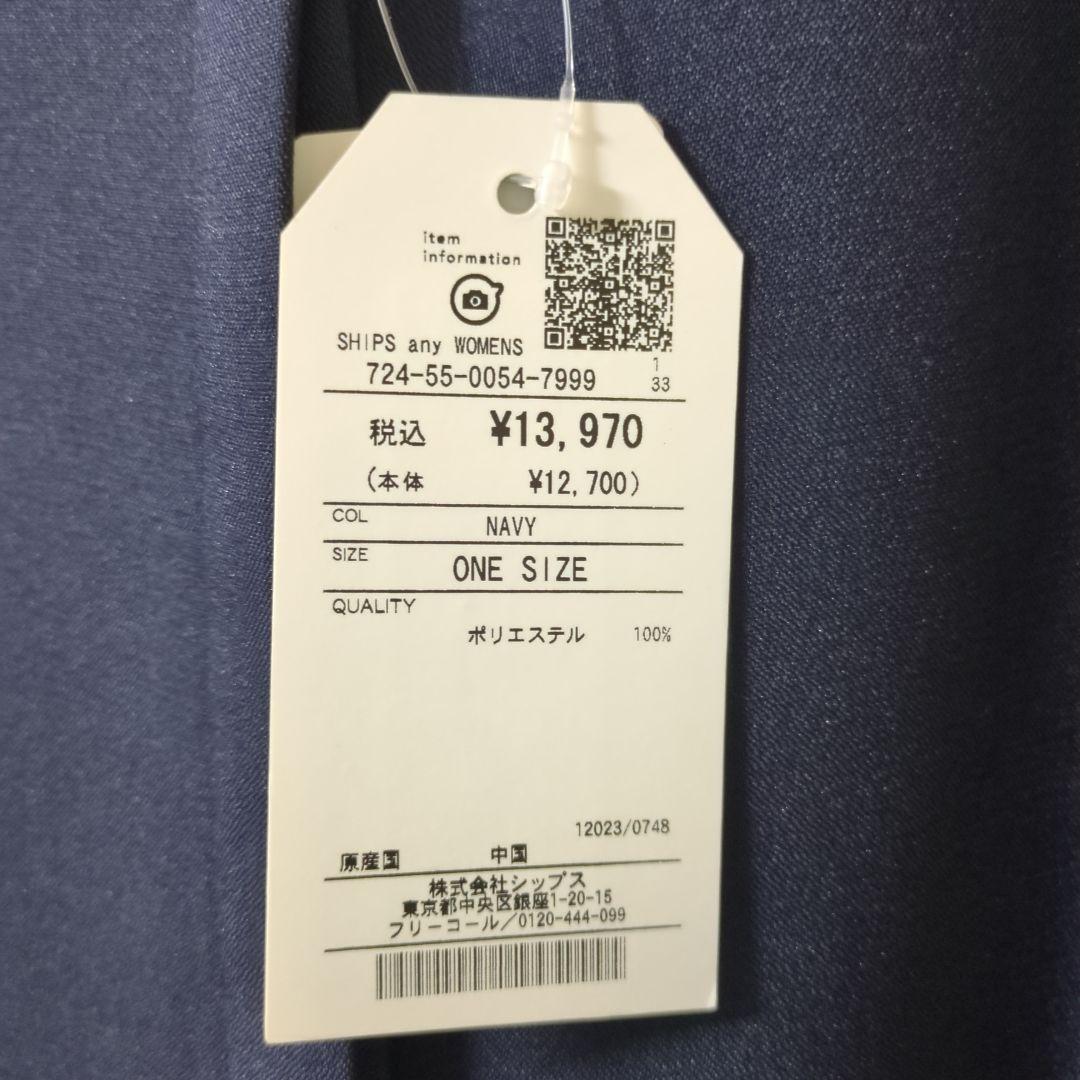 item
information
SHIPS any WOMENS
724-55-0054-7999
1
33
税込 ¥13,970
(本体 ¥12,700)
COL NAVY
SIZE ONE SIZE
QUALITY
ポリエステル 100%
12023/0748
原産国 中国
株式会社シップス
東京都中央区銀座1-20-15
フリーコール/0120-444-099